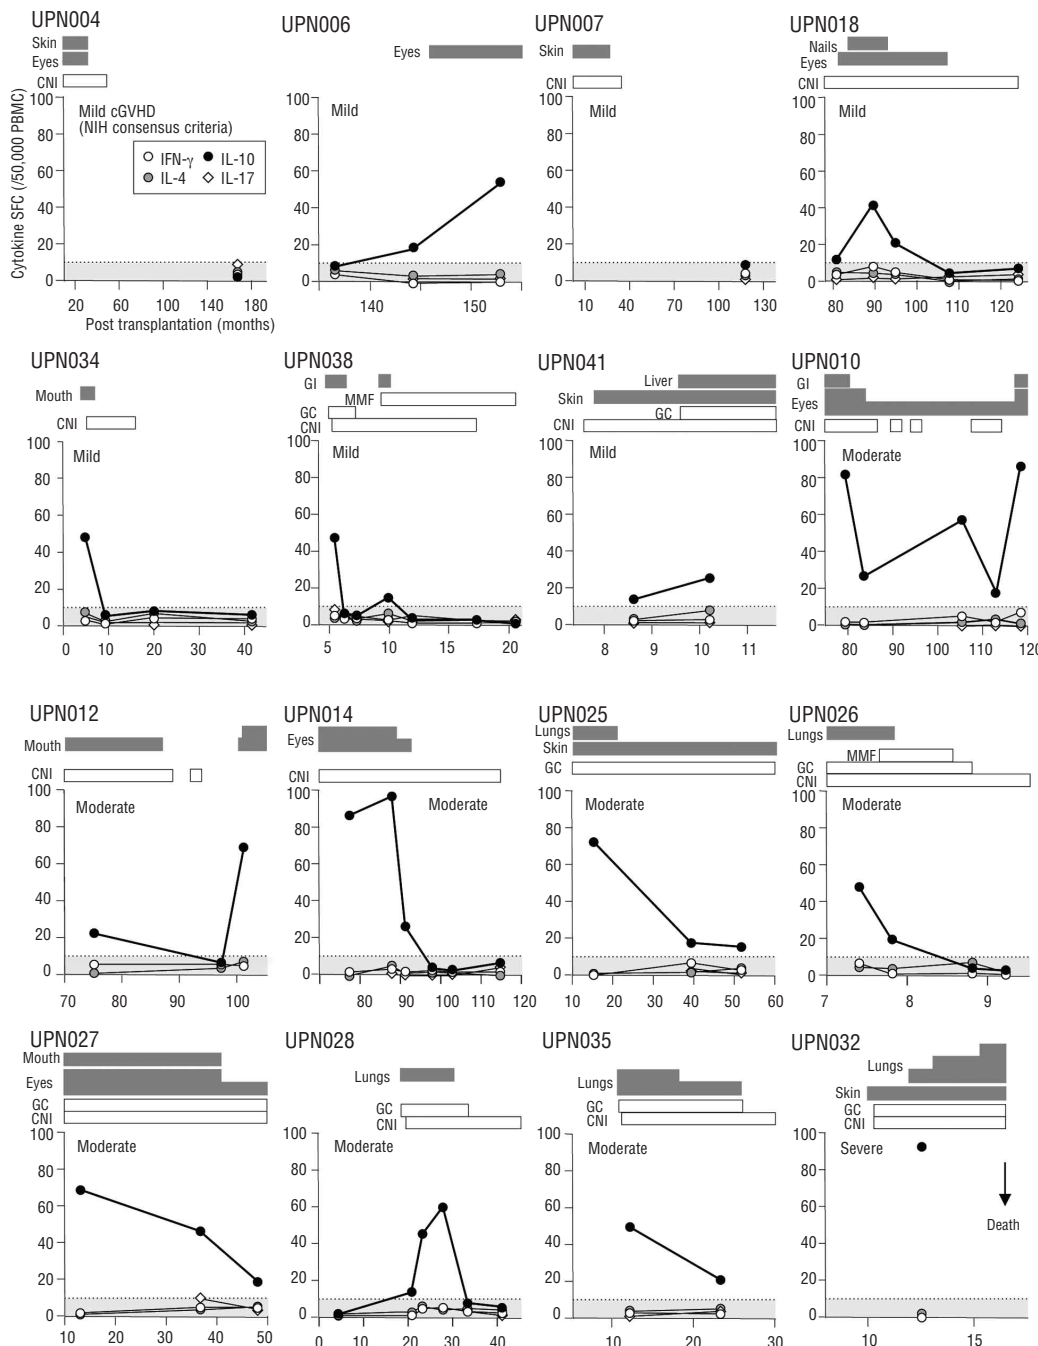 UPN004
Skin
Eyes
CNI
Cytokine SFC (/50,000 PBMC)
100
80
60
40
20
0
Mild cGVHD
(NIH consensus criteria)
IFN-γ
IL-10
IL-4
IL-17
20 60 100 140 180
Post transplantation (months)
UPN006
Eyes
100
80
60
40
20
0
Mild
140 150
UPN007
Skin
CNI
100
80
60
40
20
0
Mild
10 40 70 100 130
UPN018
Nails
Eyes
CNI
100
80
60
40
20
0
Mild
80 90 100 110 120
UPN034
Mouth
CNI
100
80
60
40
20
0
Mild
0 10 20 30 40
UPN038
GI
MMF
GC
CNI
100
80
60
40
20
0
Mild
5 10 15 20
UPN041
Liver
Skin
GC
CNI
100
80
60
40
20
0
Mild
8 9 10 11
UPN010
GI
Eyes
CNI
100
80
60
40
20
0
Moderate
80 90 100 110 120
UPN012
Mouth
CNI
100
80
60
40
20
0
Moderate
70 80 90 100
UPN014
Eyes
CNI
100
80
60
40
20
0
Moderate
80 90 100 110 120
UPN025
Lungs
Skin
GC
100
80
60
40
20
0
Moderate
10 20 30 40 50 60
UPN026
Lungs
MMF
GC
CNI
100
80
60
40
20
0
Moderate
7 8 9
UPN027
Mouth
Eyes
GC
CNI
100
80
60
40
20
0
Moderate
10 20 30 40 50
UPN028
Lungs
GC
CNI
100
80
60
40
20
0
Moderate
0 10 20 30 40
UPN035
Lungs
GC
CNI
100
80
60
40
20
0
Moderate
10 20 30
UPN032
Lungs
Skin
GC
CNI
100
80
60
40
20
0
Severe
Death
10 15